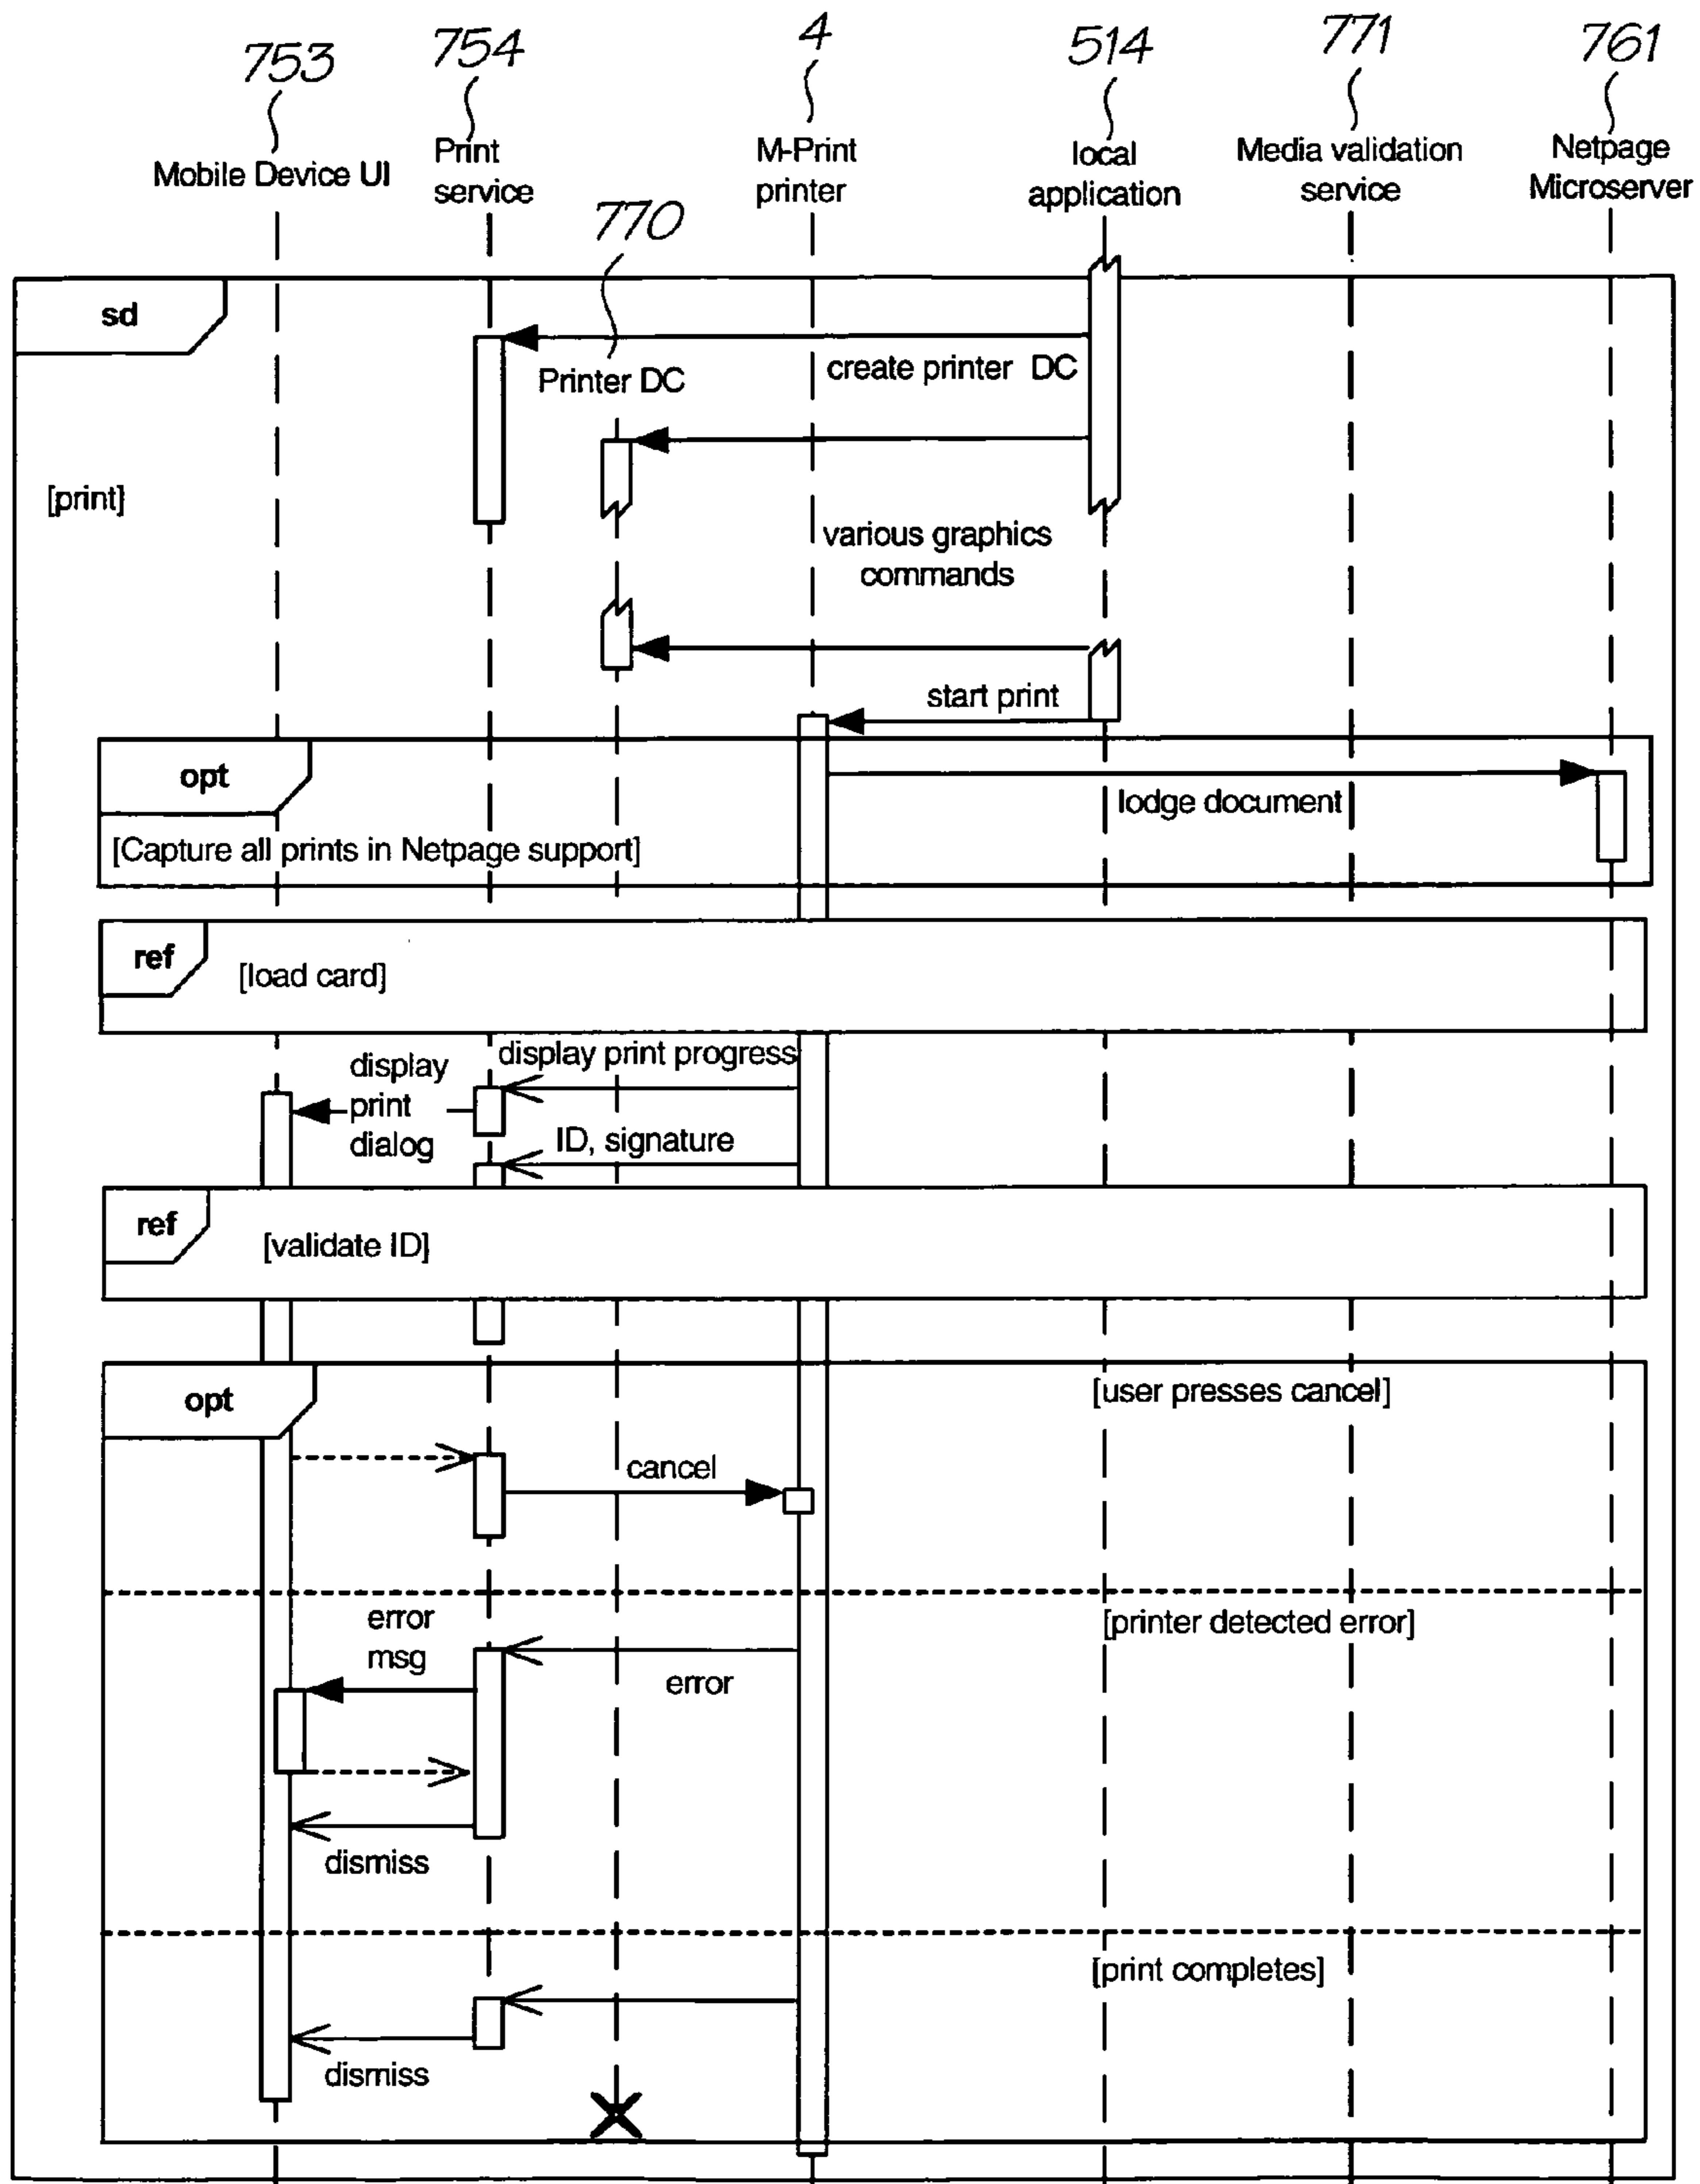 753
754
4
514
771
761
Mobile Device UI
Print
service
M-Print
printer
local
application
Media validation
service
Netpage
Microserver
770
sd
create printer DC
Printer DC
[print]
various graphics
commands
start print
opt
lodge document
[Capture all prints in Netpage support]
ref
[load card]
display print progress
display
print
dialog
ID, signature
ref
[validate ID]
opt
[user presses cancel]
cancel
error
msg
[printer detected error]
error
dismiss
[print completes]
dismiss